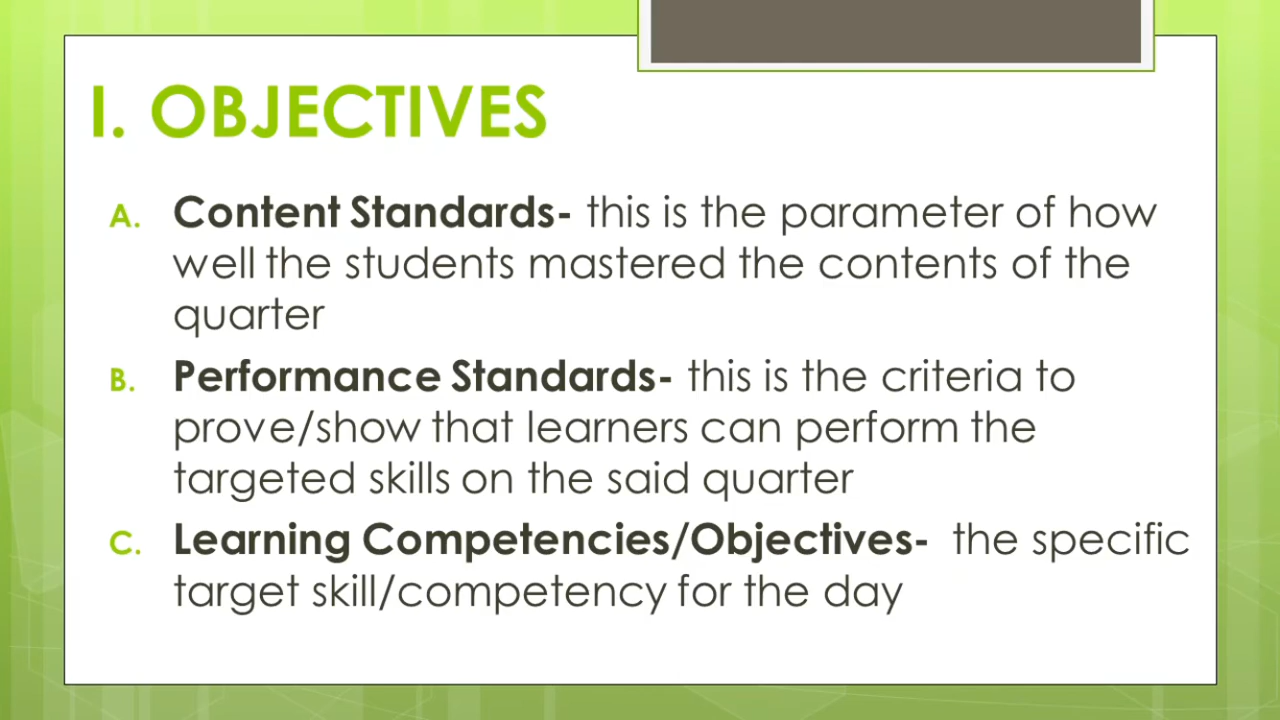 I. OBJECTIVES
A. Content Standards- this is the parameter of how
well the students mastered the contents of the
quarter
B. Performance Standards- this is the criteria to
prove/show that learners can perform the
targeted skills on the said quarter
C. Learning Competencies/Objectives- the specific
target skill/competency for the day